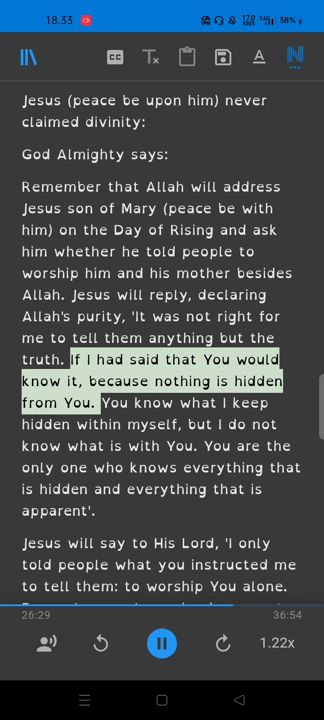 18.33
17.0
KB/S
38%
CC
Jesus (peace be upon him) never
claimed divinity:
God Almighty says:
Remember that Allah will address
Jesus son of Mary (peace be with
him) on the Day of Rising and ask
him whether he told people to
worship him and his mother besides
Allah. Jesus will reply, declaring
Allah's purity, 'It was not right for
me to tell them anything but the
truth. If I had said that You would
know it, because nothing is hidden
from You. You know what I keep
hidden within myself, but I do not
know what is with You. You are the
only one who knows everything that
is hidden and everything that is
apparent'.
Jesus will say to His Lord, 'I only
told people what you instructed me
to tell them: to worship You alone.
26:29
36:54
1.22x